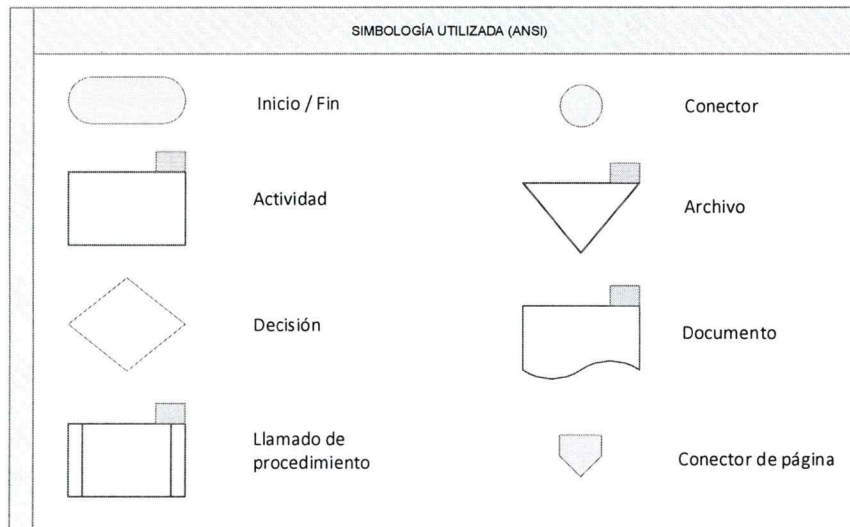 SIMBOLOGÍA UTILIZADA (ANSI)
Inicio / Fin
Conector
Actividad
Archivo
Decisión
Documento
Llamado de
procedimiento
Conector de página